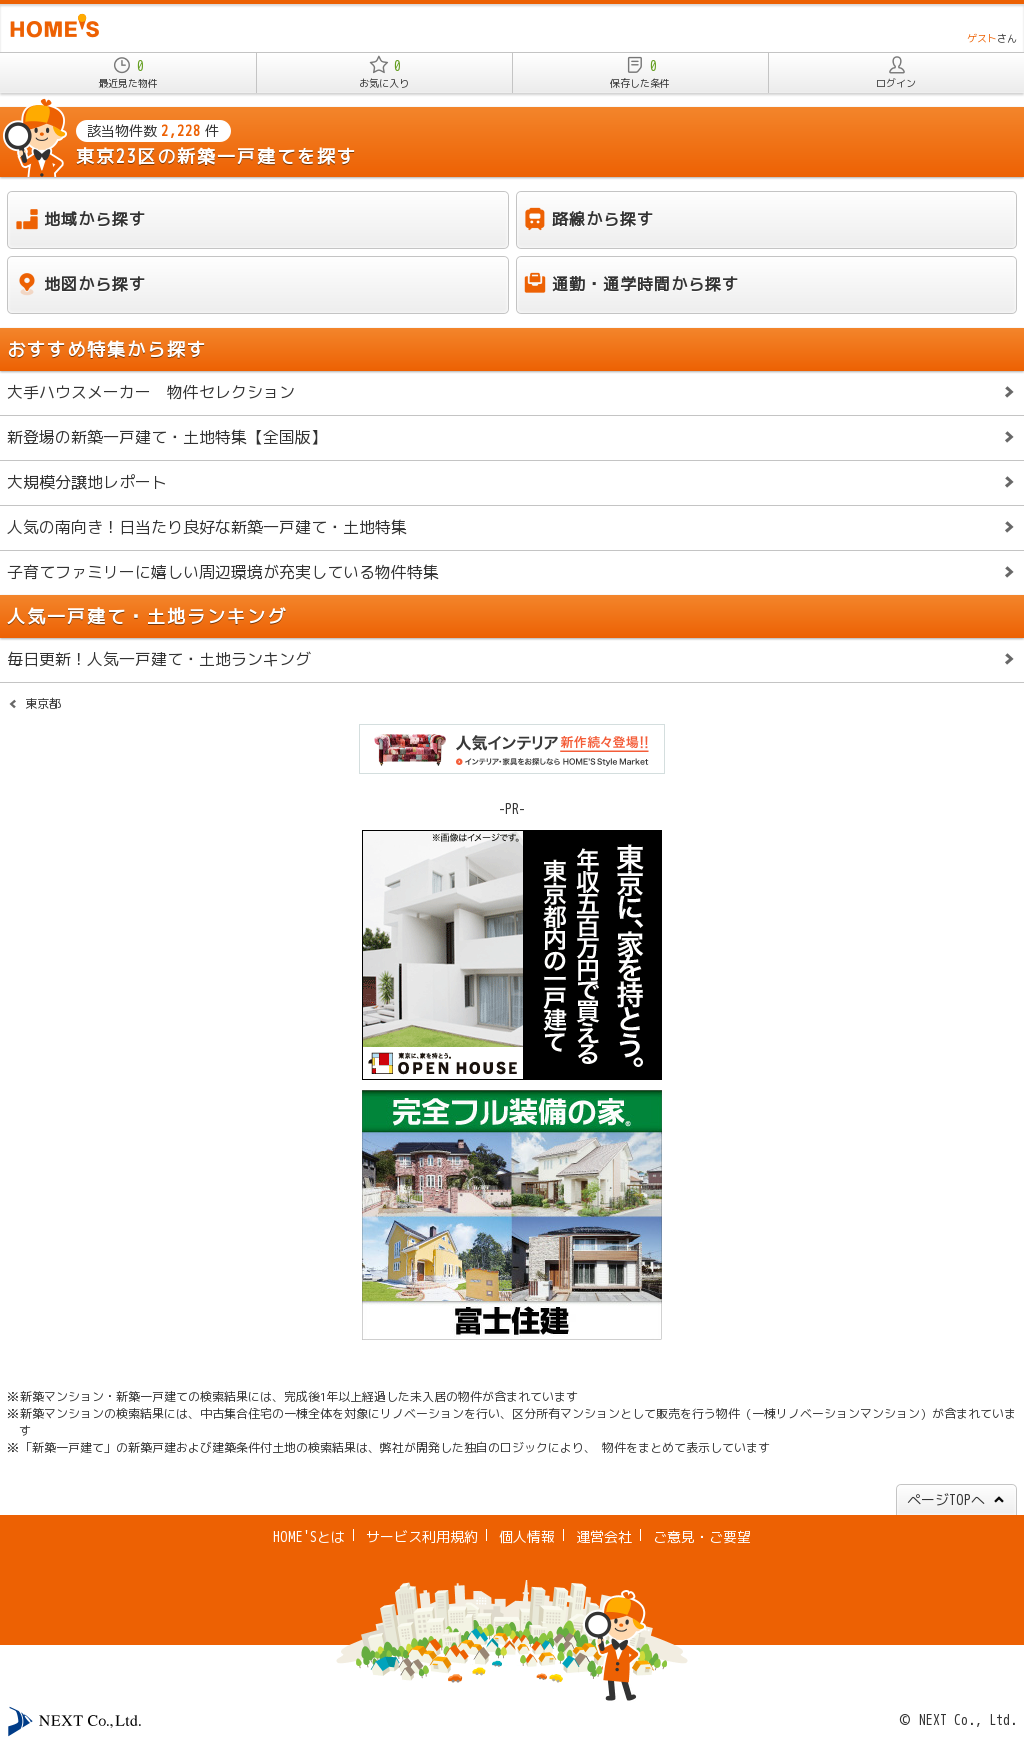 HOME'S
ゲストさん
0
最近見た物件
0
お気に入り
0
保存した条件
ログイン
該当物件数 2,228 件
東京23区の新築一戸建てを探す
地域から探す
路線から探す
地図から探す
通勤・通学時間から探す
おすすめ特集から探す
大手ハウスメーカー　物件セレクション
新登場の新築一戸建て・土地特集【全国版】
大規模分譲地レポート
人気の南向き！日当たり良好な新築一戸建て・土地特集
子育てファミリーに嬉しい周辺環境が充実している物件特集
人気一戸建て・土地ランキング
毎日更新！人気一戸建て・土地ランキング
東京都
人気インテリア 新作続々登場!!
インテリア・家具をお探しなら HOME'S Style Market
-PR-
※画像はイメージです。
東京に、家を持とう。
年収五百万円で買える
東京都内の一戸建て
東京に、家を持とう。
OPEN HOUSE
完全フル装備の家®
富士住建
※新築マンション・新築一戸建ての検索結果には、完成後1年以上経過した未入居の物件が含まれています
※新築マンションの検索結果には、中古集合住宅の一棟全体を対象にリノベーションを行い、区分所有マンションとして販売を行う物件（一棟リノベーションマンション）が含まれていま
す
※「新築一戸建て」の新築戸建および建築条件付土地の検索結果は、弊社が開発した独自のロジックにより、 物件をまとめて表示しています
ページTOPへ
HOME'Sとは
サービス利用規約
個人情報
運営会社
ご意見・ご要望
NEXT Co.,Ltd.
© NEXT Co., Ltd.